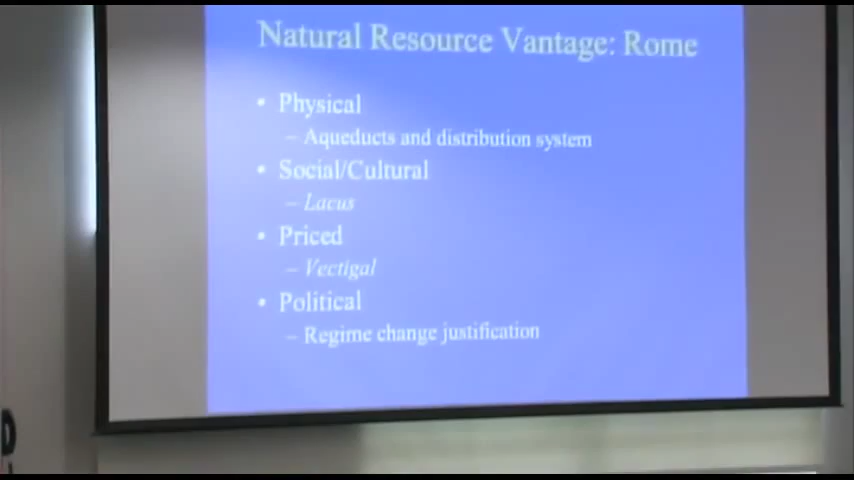 Natural Resource Vantage: Rome
• Physical
– Aqueducts and distribution system
• Social/Cultural
– Lacus
• Priced
– Vectigal
• Political
– Regime change justification